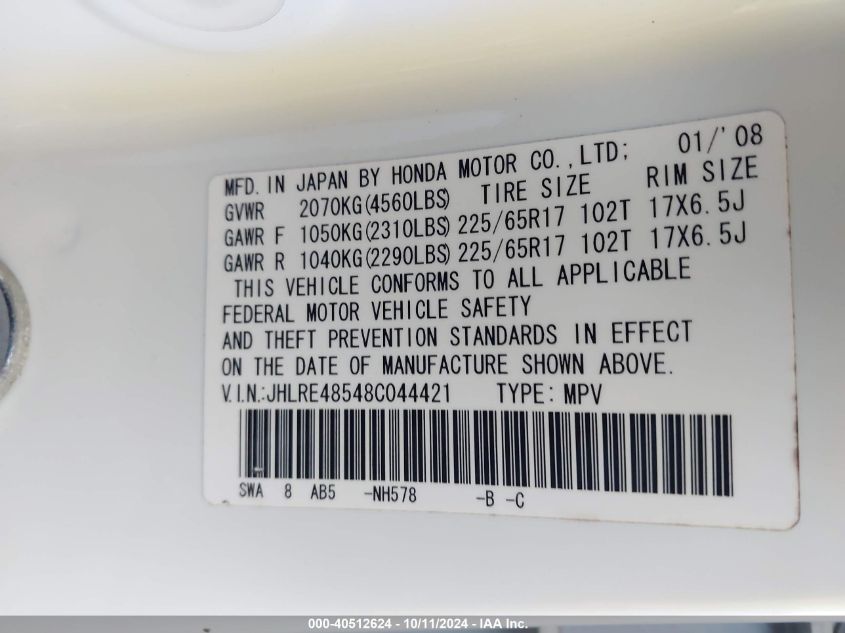 MFD. IN JAPAN BY HONDA MOTOR CO.,LTD; 01/'08
GVWR 2070KG(4560LBS) TIRE SIZE RIM SIZE
GAWR F 1050KG(2310LBS) 225/65R17 102T 17X6.5J
GAWR R 1040KG(2290LBS) 225/65R17 102T 17X6.5J
THIS VEHICLE CONFORMS TO ALL APPLICABLE
FEDERAL MOTOR VEHICLE SAFETY
AND THEFT PREVENTION STANDARDS IN EFFECT
ON THE DATE OF MANUFACTURE SHOWN ABOVE.
V.I.N.:JHLRE48548C044421 TYPE: MPV
SWA 8 AB5 -NH578 -B -C
000-40512624 - 10/11/2024 - IAA Inc.